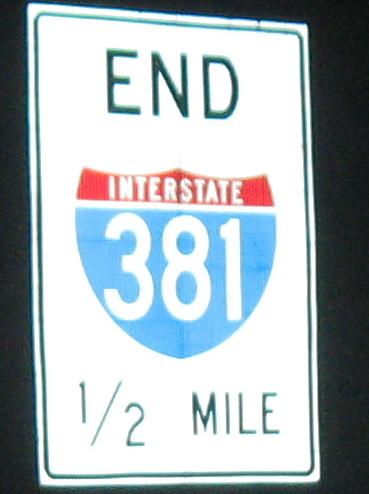 END
INTERSTATE
381
1/2 MILE